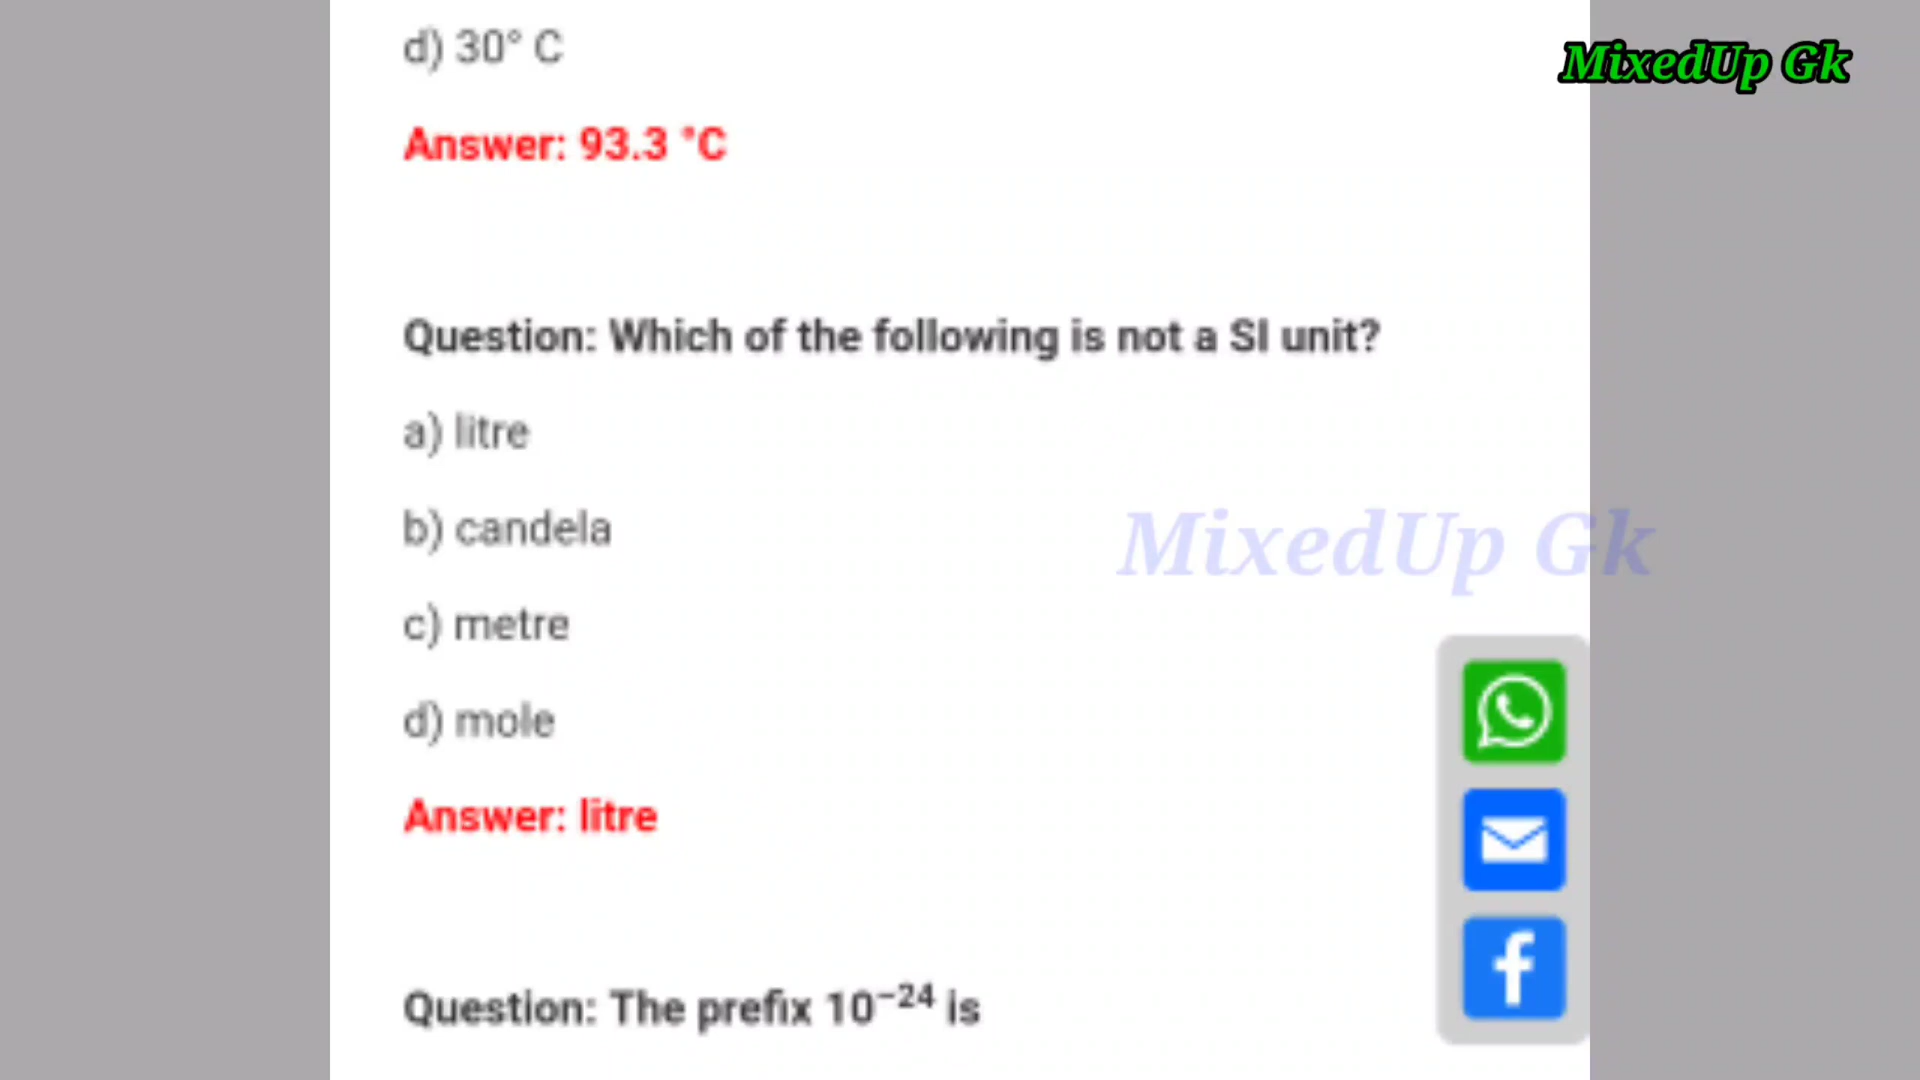 d) 30° C
MixedUp Gk
Answer: 93.3 °C
Question: Which of the following is not a SI unit?
a) litre
b) candela
MixedUp Gk
c) metre
d) mole
Answer: litre
Question: The prefix 10⁻²⁴ is